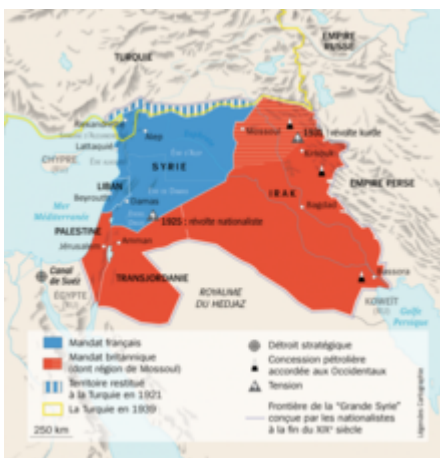 EMPIRE
RUSSE
TURQUIE
Alexandrette
Mossoul
1920 : révolte kurde
Alep
Lattaquié
Kirkouk
CHYPRE
SYRIE
EMPIRE PERSE
LIBAN
IRAK
Beyrouth
Damas
Bagdad
Mer
Méditerranée
1925 : révolte nationaliste
PALESTINE
Amman
Jérusalem
Canal
de Suez
TRANSJORDANIE
Bassora
ÉGYPTE
ROYAUME
DU HEDJAZ
KOWEÏT
Golfe
Persique
Mandat français
Mandat britannique
(dont région de Mossoul)
Territoire restitué
à la Turquie en 1921
La Turquie en 1939
250 km
Détroit stratégique
Concession pétrolière
accordée aux Occidentaux
Tension
Frontière de la "Grande Syrie"
conçue par les nationalistes
à la fin du XIXᵉ siècle
Légendes Cartographie